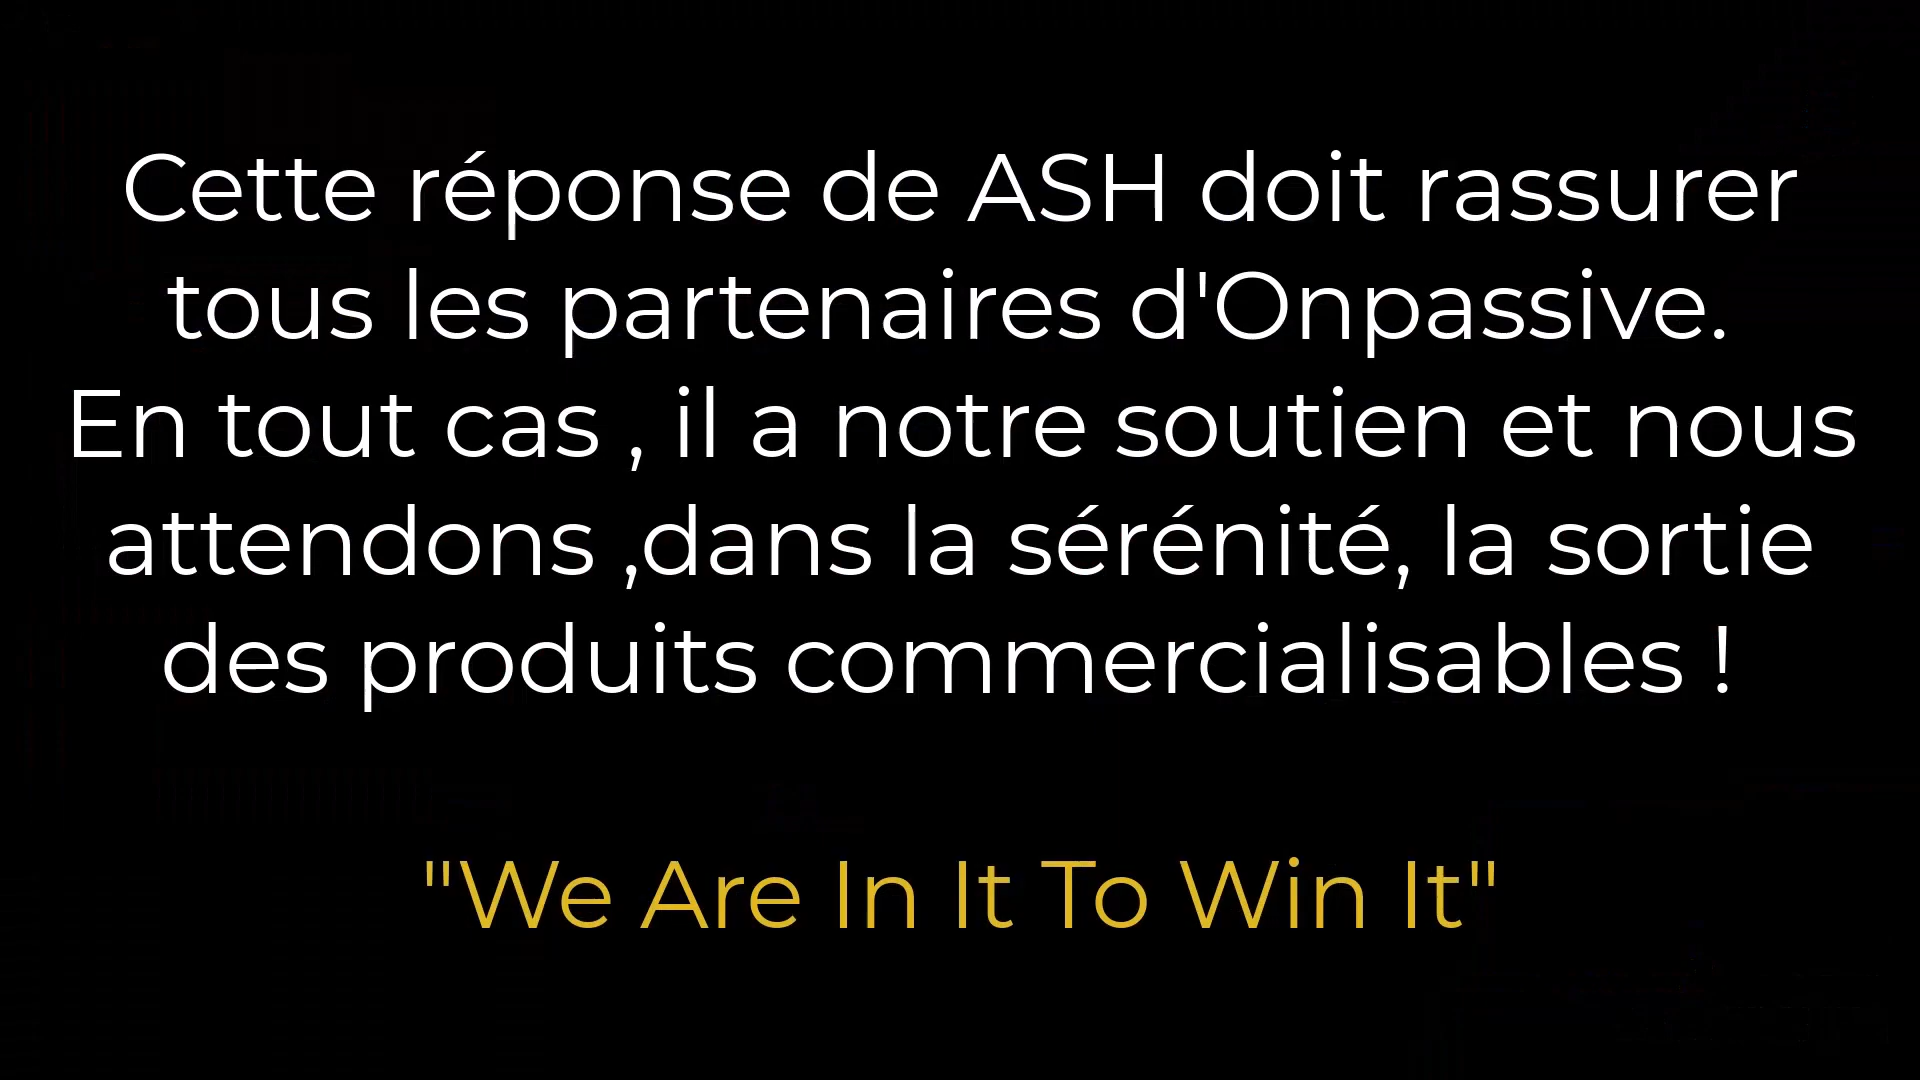 Cette réponse de ASH doit rassurer
tous les partenaires d'Onpassive.
En tout cas , il a notre soutien et nous
attendons ,dans la sérénité, la sortie
des produits commercialisables !
"We Are In It To Win It"